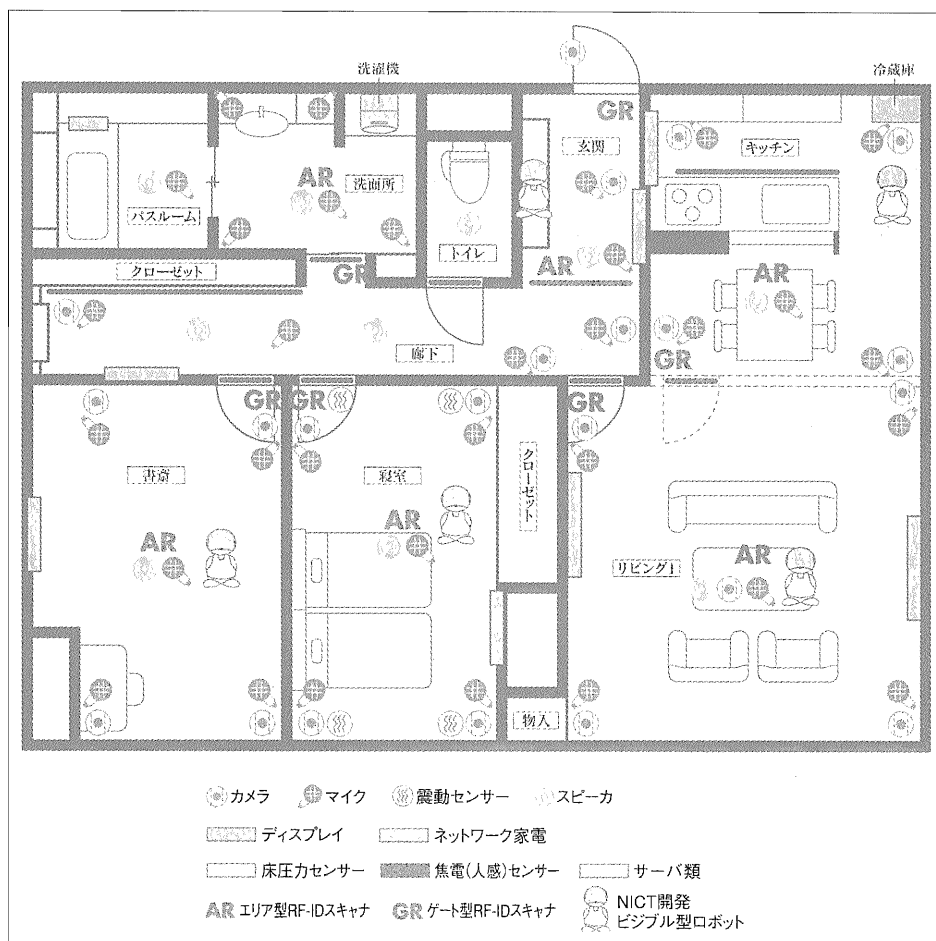 洗濯機
冷蔵庫
GR
玄関
キッチン
AR
洗面所
バスルーム
トイレ
AR
AR
クローゼット
GR
廊下
GR
GR
GR
GR
書斎
寝室
クローゼット
AR
AR
リビング1
AR
物入
カメラ マイク 震動センサー スピーカ
ディスプレイ ネットワーク家電
床圧力センサー 焦電(人感)センサー サーバ類
AR エリア型RF-IDスキャナ GR ゲート型RF-IDスキャナ NICT開発
ビジブル型ロボット